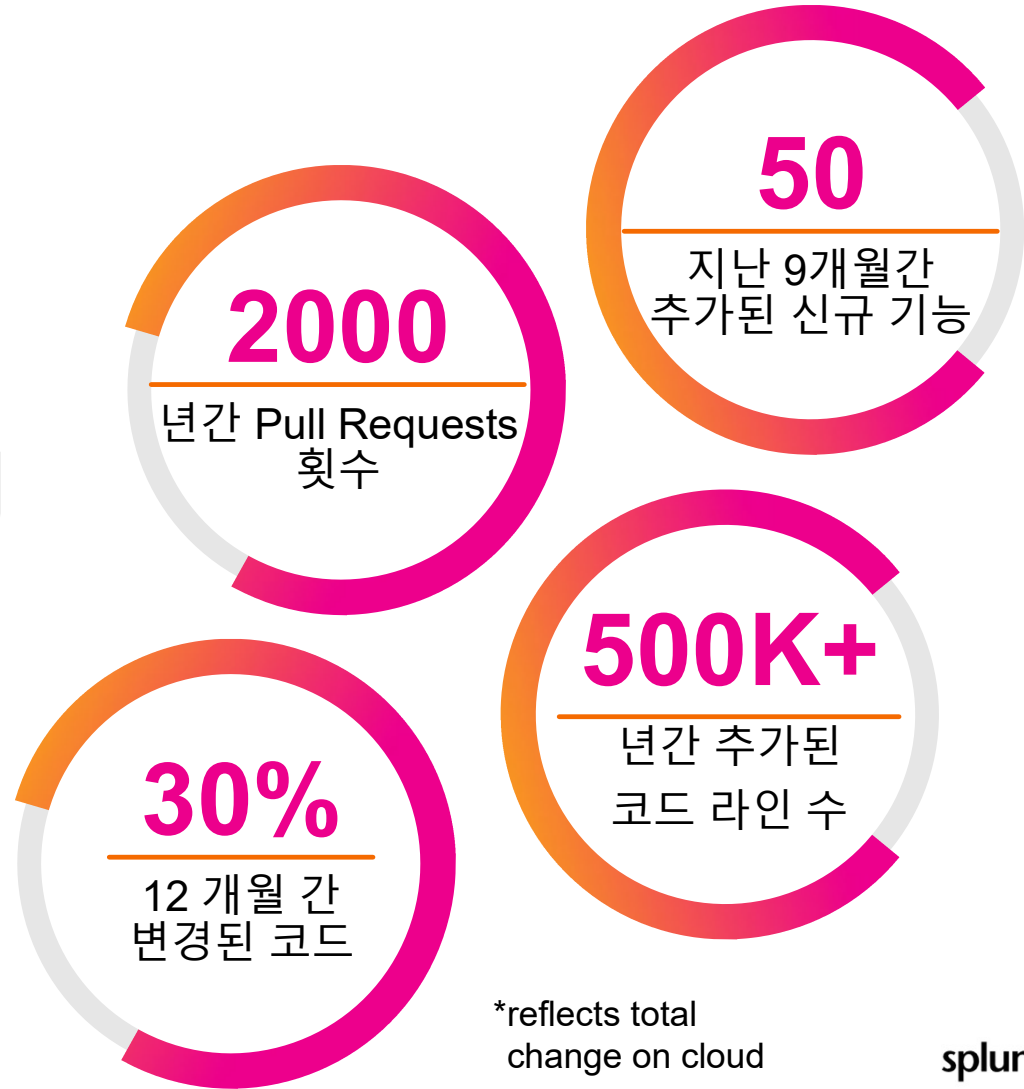 50
지난 9개월간
추가된 신규 기능
2000
년간 Pull Requests
횟수
500K+
년간 추가된
코드 라인 수
30%
12 개월 간
변경된 코드
*reflects total
change on cloud